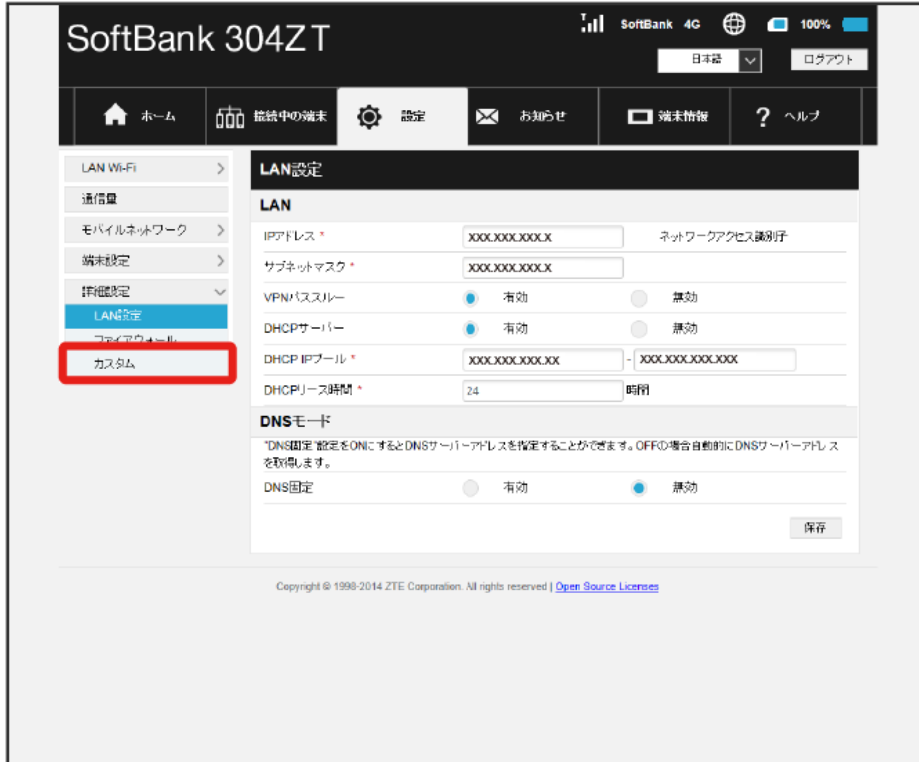 SoftBank 304ZT
SoftBank 4G 100%
日本語 ログアウト
ホーム 接続中の端末 設定 お知らせ 端末情報 ? ヘルプ
LAN Wi-Fi
通信量
モバイルネットワーク
端末設定
詳細設定
LAN設定
ファイアウォール
カスタム
LAN設定
LAN
IPアドレス * XXX.XXX.XXX.X ネットワークアクセス識別子
サブネットマスク * XXX.XXX.XXX.X
VPNパススルー 有効 無効
DHCPサーバー 有効 無効
DHCP IPプール * XXX.XXX.XXX.XX - XXX.XXX.XXX.XXX
DHCPリース時間 * 24 時間
DNSモード
"DNS固定"設定をONにするとDNSサーバーアドレスを指定することができます。OFFの場合自動的にDNSサーバーアドレス
を取得します。
DNS固定 有効 無効
保存
Copyright © 1998-2014 ZTE Corporation. All rights reserved | Open Source Licenses